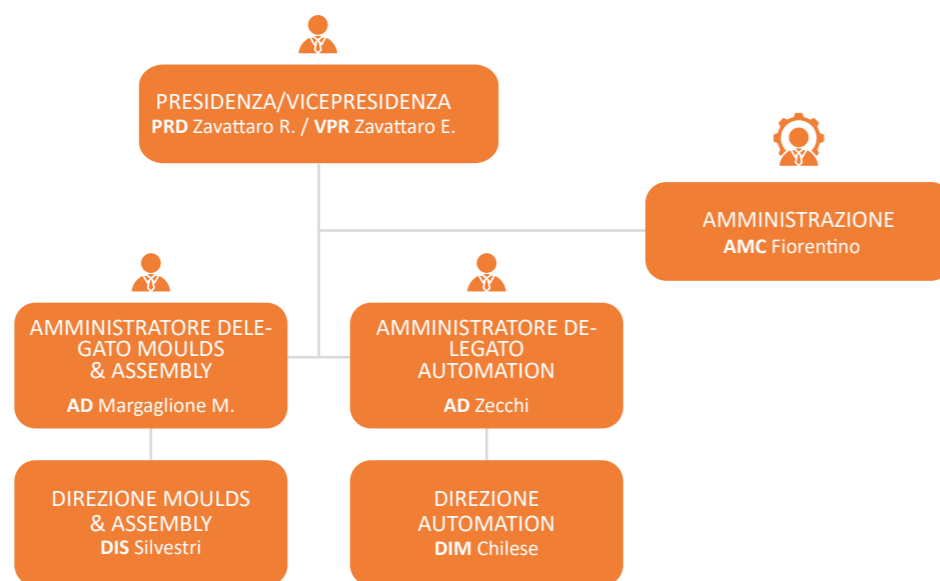 PRESIDENZA/VICEPRESIDENZA
PRD Zavattaro R. / VPR Zavattaro E.
AMMINISTRAZIONE
AMC Fiorentino
AMMINISTRATORE DELE-
GATO MOULDS
& ASSEMBLY
AD Margaglione M.
AMMINISTRATORE DE-
LEGATO
AUTOMATION
AD Zecchi
DIREZIONE MOULDS
& ASSEMBLY
DIS Silvestri
DIREZIONE
AUTOMATION
DIM Chilese